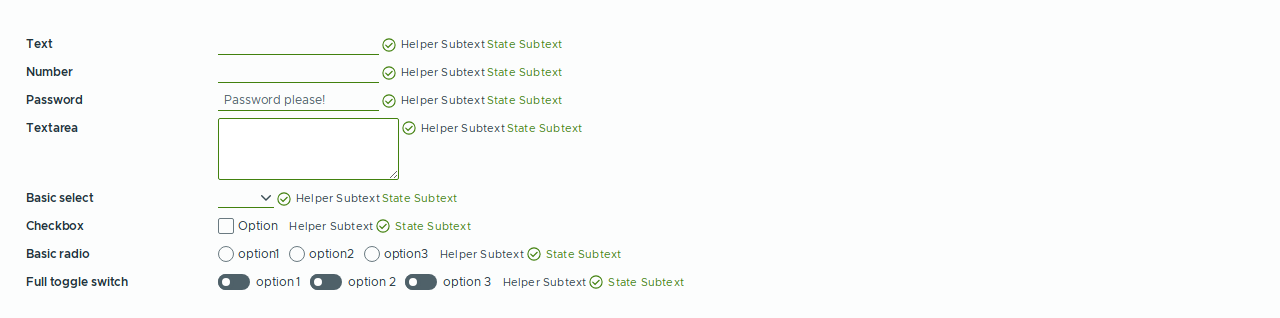 Text Helper Subtext State Subtext
Number Helper Subtext State Subtext
Password Password please! Helper Subtext State Subtext
Textarea Helper Subtext State Subtext
Basic select Helper Subtext State Subtext
Checkbox Option Helper Subtext State Subtext
Basic radio option1 option2 option3 Helper Subtext State Subtext
Full toggle switch option 1 option 2 option 3 Helper Subtext State Subtext